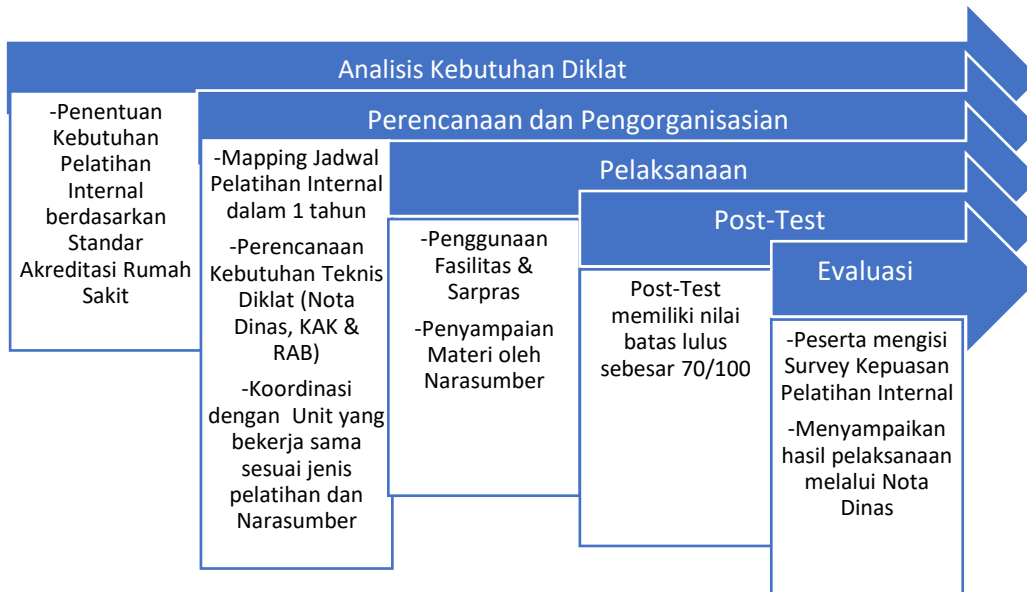 Analisis Kebutuhan Diklat
-Penentuan
Kebutuhan
Pelatihan
Internal
berdasarkan
Standar
Akreditasi Rumah
Sakit
Perencanaan dan Pengorganisasian
-Mapping Jadwal
Pelatihan Internal
dalam 1 tahun
-Perencanaan
Kebutuhan Teknis
Diklat (Nota
Dinas, KAK &
RAB)
-Koordinasi
dengan Unit yang
bekerja sama
sesuai jenis
pelatihan dan
Narasumber
Pelaksanaan
-Penggunaan
Fasilitas &
Sarpras
-Penyampaian
Materi oleh
Narasumber
Post-Test
Post-Test
memiliki nilai
batas lulus
sebesar 70/100
Evaluasi
-Peserta mengisi
Survey Kepuasan
Pelatihan Internal
-Menyampaikan
hasil pelaksanaan
melalui Nota
Dinas